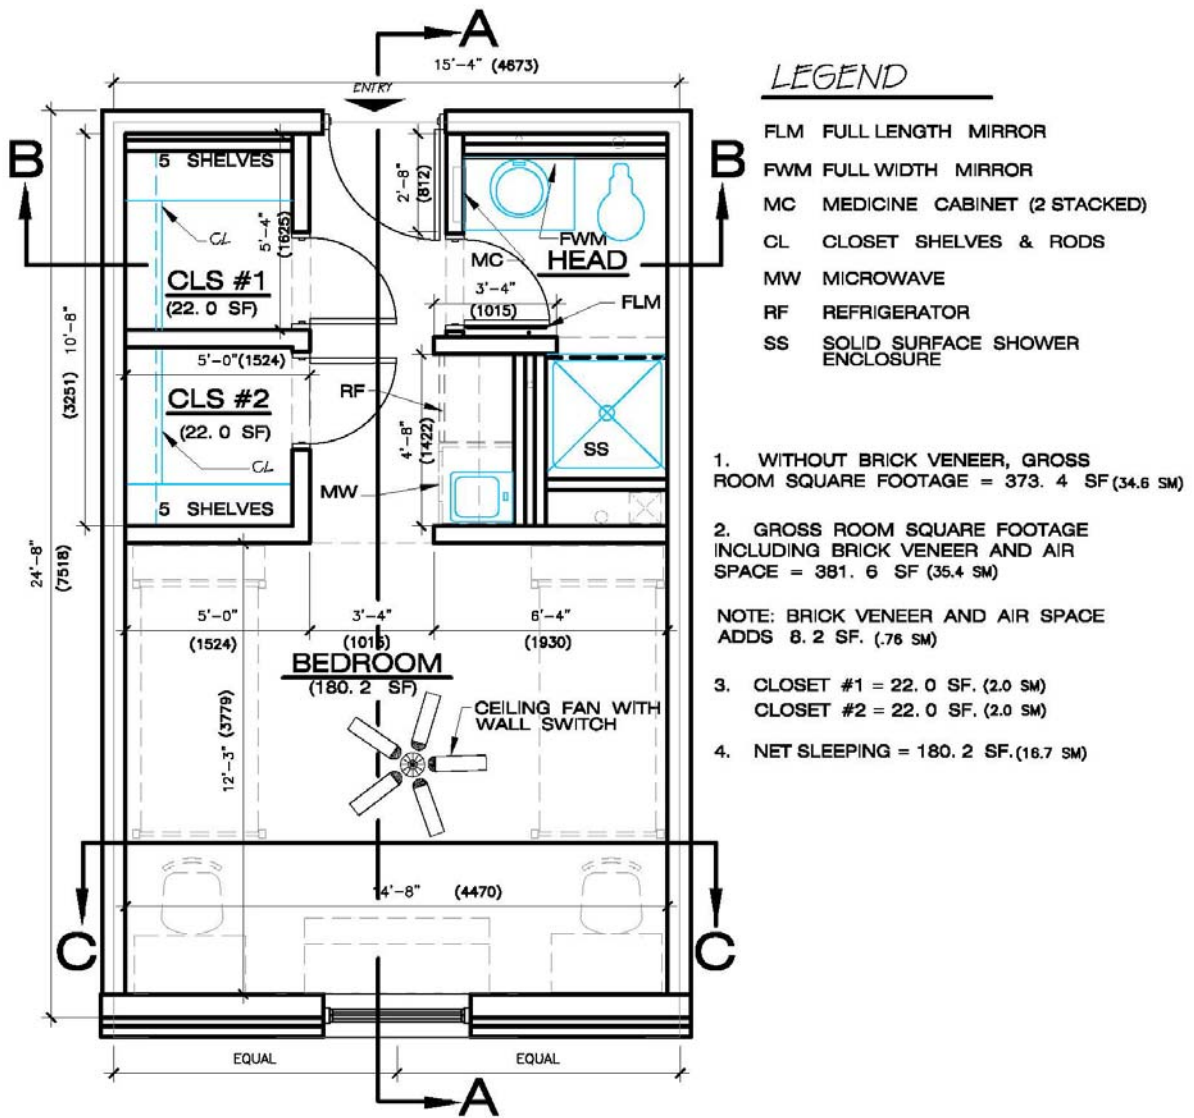 A
15'-4" (4673)
ENTRY
B
B
5 SHELVES
CL
5'-4"
(1625)
2'-8"
(812)
FWM
MC
HEAD
CLS #1
(22.0 SF)
3'-4"
(1015)
FLM
10'-8"
(3251)
5'-0"(1524)
RF
CLS #2
(22.0 SF)
4'-8"
(1422)
SS
CL
MW
5 SHELVES
24'-8"
(7518)
5'-0"
(1524)
3'-4"
(1015)
6'-4"
(1930)
BEDROOM
(180.2 SF)
CEILING FAN WITH
WALL SWITCH
12'-3" (3779)
14'-8" (4470)
C
C
EQUAL
EQUAL
A
LEGEND
FLM FULL LENGTH MIRROR
FWM FULL WIDTH MIRROR
MC MEDICINE CABINET (2 STACKED)
CL CLOSET SHELVES & RODS
MW MICROWAVE
RF REFRIGERATOR
SS SOLID SURFACE SHOWER
ENCLOSURE
1. WITHOUT BRICK VENEER, GROSS
ROOM SQUARE FOOTAGE = 373.4 SF (34.6 SM)
2. GROSS ROOM SQUARE FOOTAGE
INCLUDING BRICK VENEER AND AIR
SPACE = 381.6 SF (35.4 SM)
NOTE: BRICK VENEER AND AIR SPACE
ADDS 8.2 SF. (.76 SM)
3. CLOSET #1 = 22.0 SF. (2.0 SM)
CLOSET #2 = 22.0 SF. (2.0 SM)
4. NET SLEEPING = 180.2 SF. (16.7 SM)